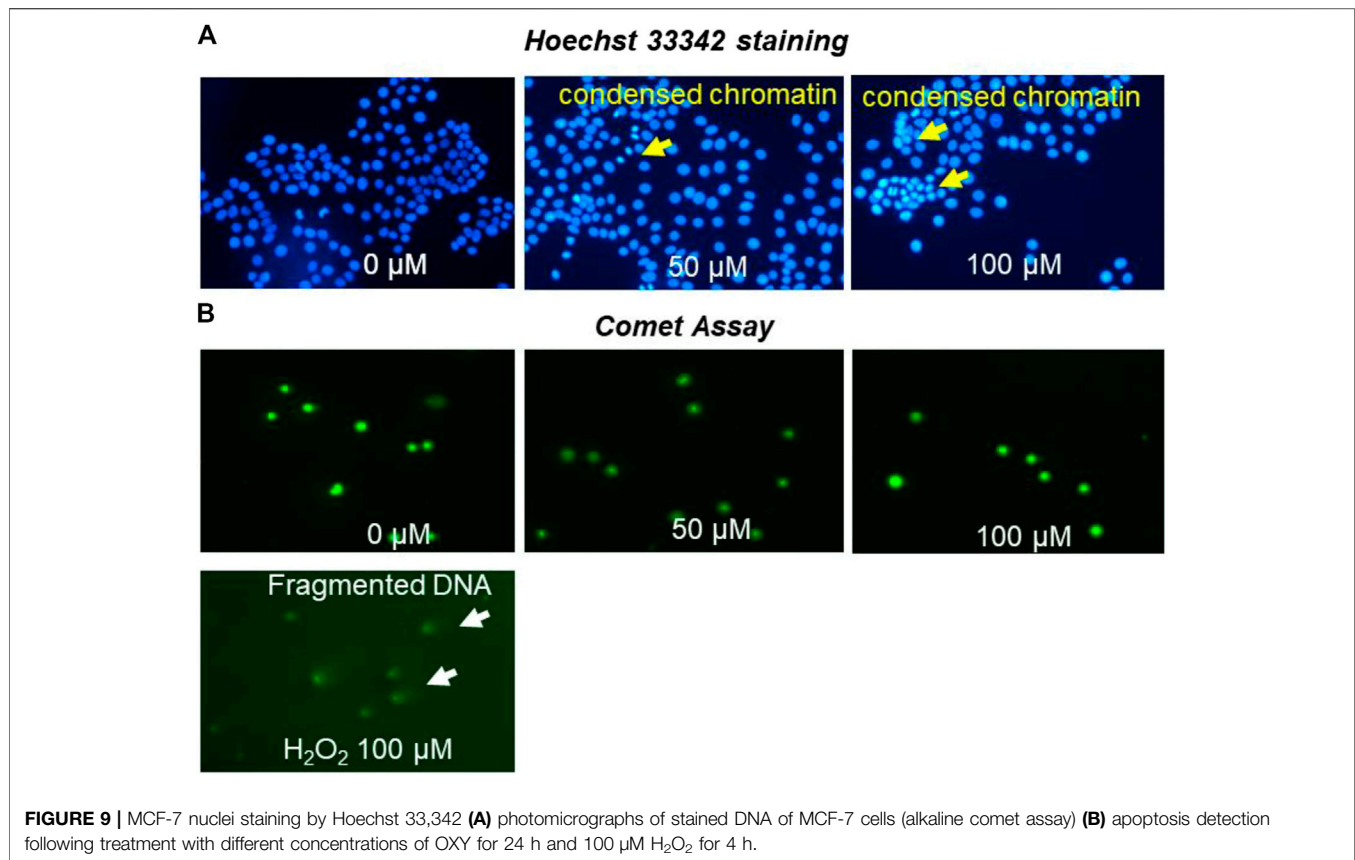 A
Hoechst 33342 staining
condensed chromatin
condensed chromatin
0 µM
50 µM
100 µM
B
Comet Assay
0 µM
50 µM
100 µM
Fragmented DNA
H₂O₂ 100 µM
FIGURE 9 | MCF-7 nuclei staining by Hoechst 33,342 (A) photomicrographs of stained DNA of MCF-7 cells (alkaline comet assay) (B) apoptosis detection
following treatment with different concentrations of OXY for 24 h and 100 µM H₂O₂ for 4 h.